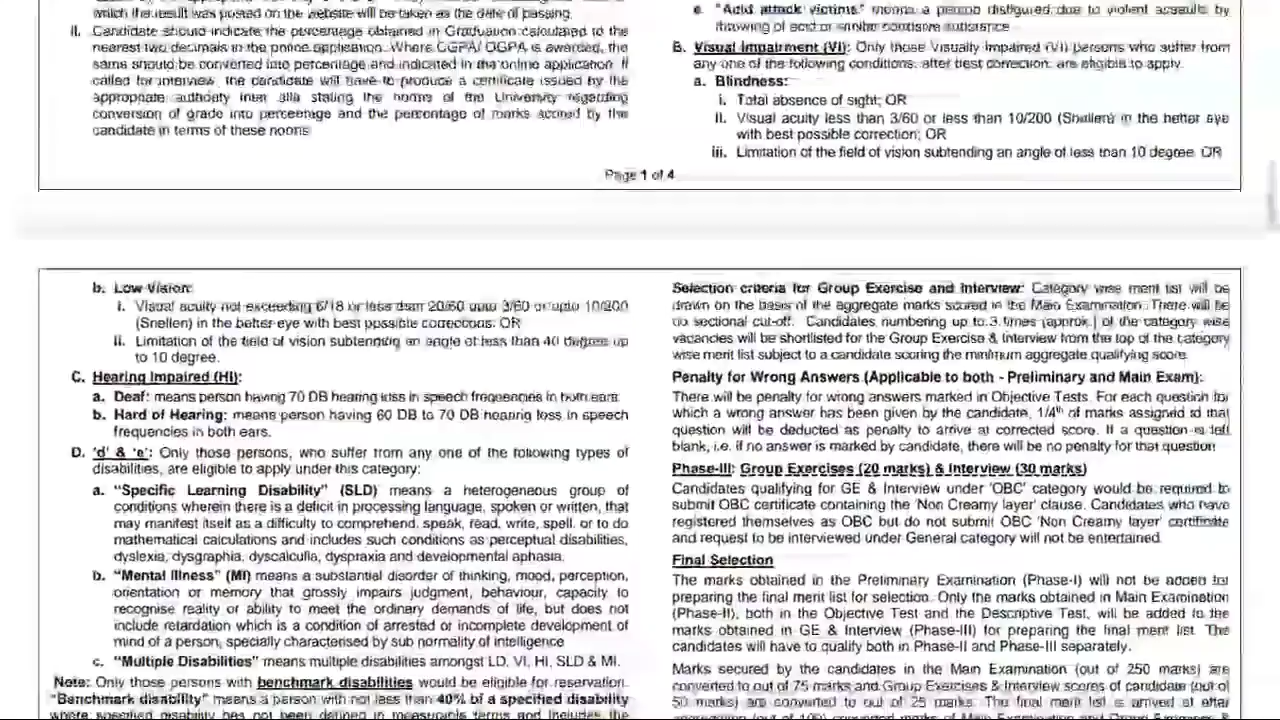 which the result was posted on the website will be taken as the date of passing.
II. Candidate should indicate the percentage obtained in Graduation calculated to the
nearest two decimals in the online application. Where CGPA/ OGPA is awarded, the
same should be converted into percentage and indicated in the online application. If
called for interview, the candidate will have to produce a certificate issued by the
appropriate authority inter alia stating the norms of the University regarding
conversion of grade into percentage and the percentage of marks scored by the
candidate in terms of these norms
e. "Acid attack victims" means a person disfigured due to violent assaults by
throwing of acid or similar corrosive substance
B. Visual Impairment (VI): Only those Visually Impaired (VI) persons who suffer from
any one of the following conditions, after best correction, are eligible to apply.
a. Blindness:
i. Total absence of sight; OR
ii. Visual acuity less than 3/60 or less than 10/200 (Snellen) in the better eye
with best possible correction; OR
iii. Limitation of the field of vision subtending an angle of less than 10 degree. OR
Page 1 of 4
b. Low Vision:
i. Visual acuity not exceeding 6/18 or less than 20/60 upto 3/60 or upto 10/200
(Snellen) in the better eye with best possible corrections: OR
ii. Limitation of the field of vision subtending an angle of less than 40 degree up
to 10 degree.
C. Hearing Impaired (HI):
a. Deaf: means person having 70 DB hearing loss in speech frequencies in both ears
b. Hard of Hearing: means person having 60 DB to 70 DB hearing loss in speech
frequencies in both ears.
D. 'd' & 'e': Only those persons, who suffer from any one of the following types of
disabilities, are eligible to apply under this category:
a. "Specific Learning Disability" (SLD) means a heterogeneous group of
conditions wherein there is a deficit in processing language, spoken or written, that
may manifest itself as a difficulty to comprehend, speak, read, write, spell, or to do
mathematical calculations and includes such conditions as perceptual disabilities,
dyslexia, dysgraphia, dyscalculia, dyspraxia and developmental aphasia.
b. "Mental Illness" (MI) means a substantial disorder of thinking, mood, perception,
orientation or memory that grossly impairs judgment, behaviour, capacity to
recognise reality or ability to meet the ordinary demands of life, but does not
include retardation which is a condition of arrested or incomplete development of
mind of a person, specially characterised by sub normality of intelligence
c. "Multiple Disabilities" means multiple disabilities amongst LD, VI, HI, SLD & MI.
Note: Only those persons with benchmark disabilities would be eligible for reservation.
"Benchmark disability" means a person with not less than 40% of a specified disability
where specified disability has not been defined in measurable terms and includes the
Selection criteria for Group Exercise and Interview: Category wise merit list will be
drawn on the basis of the aggregate marks scored in the Main Examination. There will be
no sectional cut-off. Candidates numbering up to 3 times (approx.) of the category wise
vacancies will be shortlisted for the Group Exercise & Interview from the top of the category
wise merit list subject to a candidate scoring the minimum aggregate qualifying score.
Penalty for Wrong Answers (Applicable to both - Preliminary and Main Exam):
There will be penalty for wrong answers marked in Objective Tests. For each question for
which a wrong answer has been given by the candidate, 1/4th of marks assigned to that
question will be deducted as penalty to arrive at corrected score. If a question is left
blank, i.e. if no answer is marked by candidate, there will be no penalty for that question
Phase-III: Group Exercises (20 marks) & Interview (30 marks)
Candidates qualifying for GE & Interview under 'OBC' category would be required to
submit OBC certificate containing the 'Non Creamy layer' clause. Candidates who have
registered themselves as OBC but do not submit OBC 'Non Creamy layer' certificate
and request to be interviewed under General category will not be entertained.
Final Selection
The marks obtained in the Preliminary Examination (Phase-I) will not be added for
preparing the final merit list for selection. Only the marks obtained in Main Examination
(Phase-II), both in the Objective Test and the Descriptive Test, will be added to the
marks obtained in GE & Interview (Phase-III) for preparing the final merit list. The
candidates will have to qualify both in Phase-II and Phase-III separately.
Marks secured by the candidates in the Main Examination (out of 250 marks) are
converted to out of 75 marks and Group Exercises & Interview scores of candidate (out of
50 marks) are converted to out of 25 marks. The final merit list is arrived at after